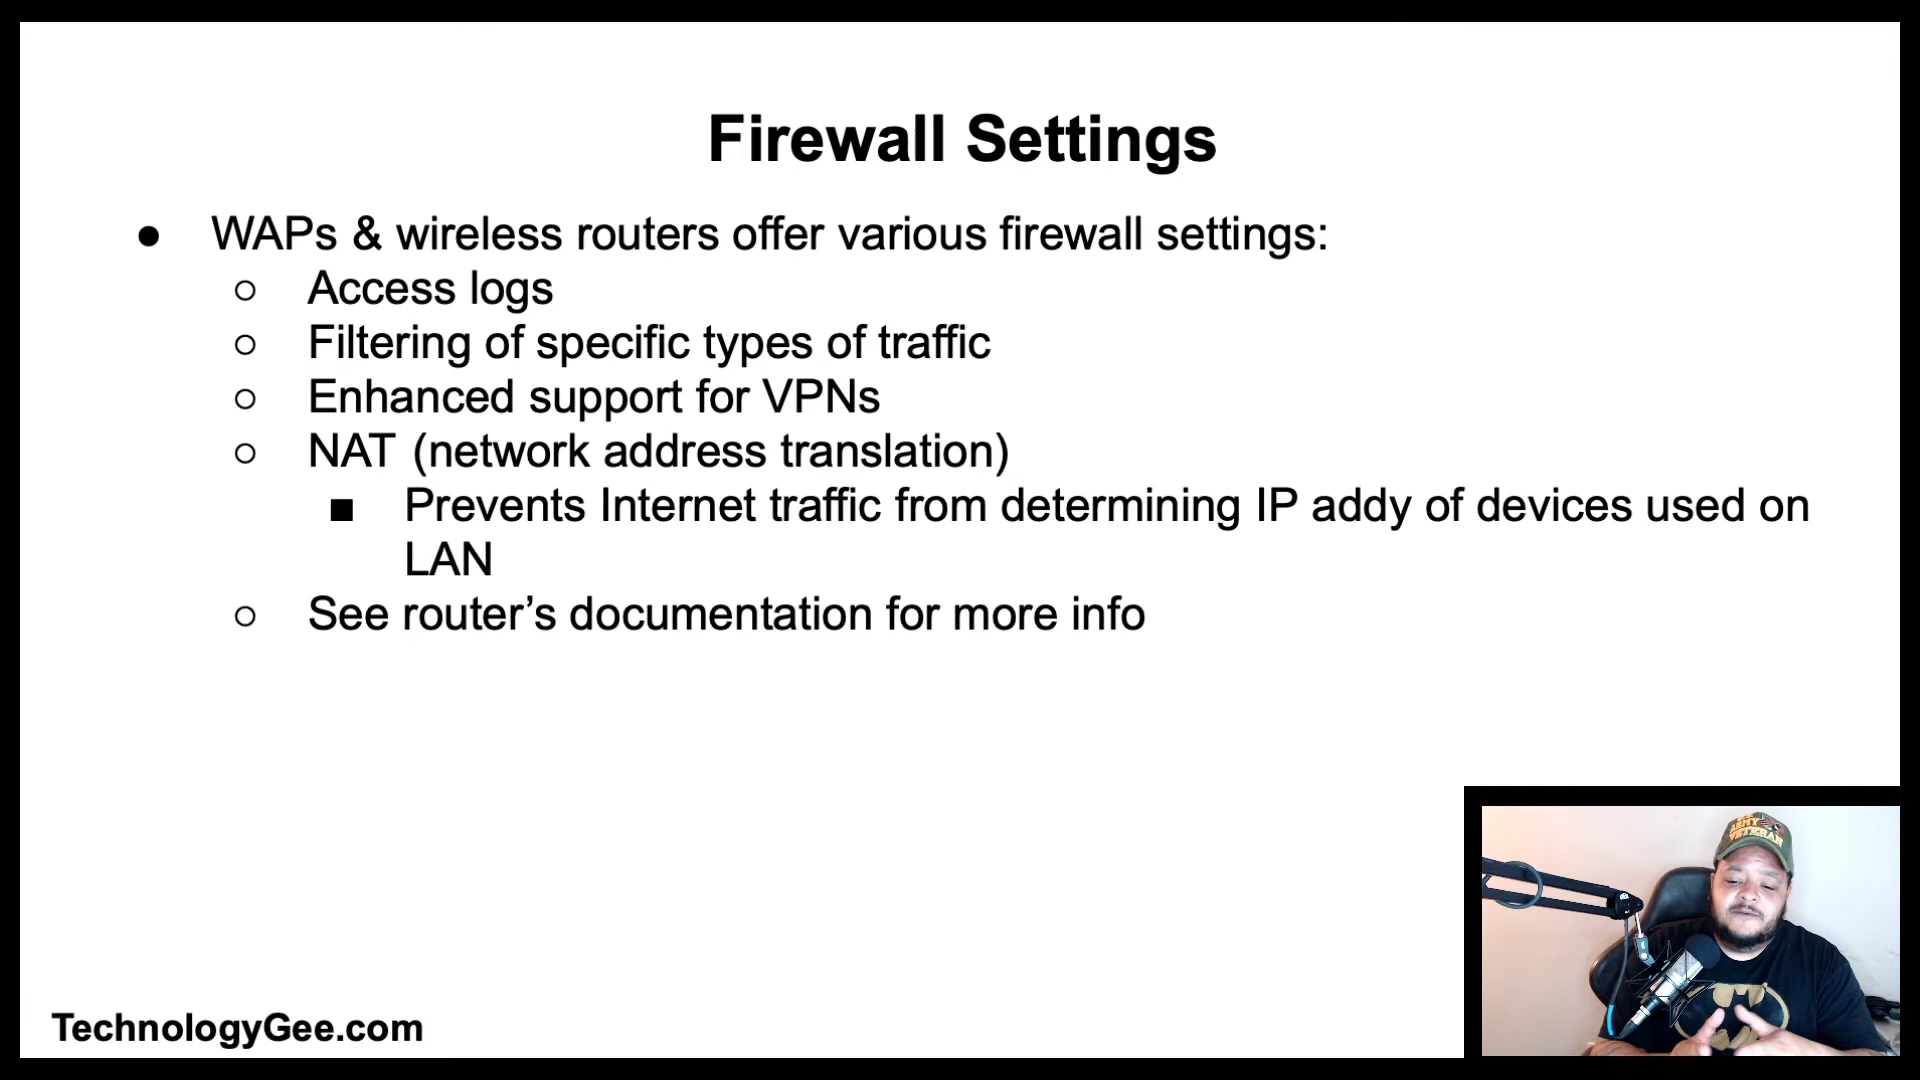 Firewall Settings
● WAPs & wireless routers offer various firewall settings:
○ Access logs
○ Filtering of specific types of traffic
○ Enhanced support for VPNs
○ NAT (network address translation)
■ Prevents Internet traffic from determining IP addy of devices used on
LAN
○ See router’s documentation for more info
ARMY
VETERAN
TechnologyGee.com